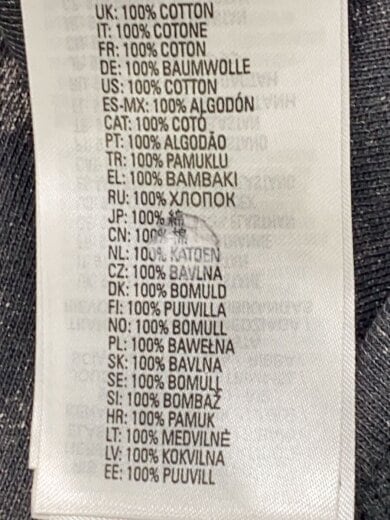 UK: 100% COTTON
IT: 100% COTONE
FR: 100% COTON
DE: 100% BAUMWOLLE
US: 100% COTTON
ES-MX: 100% ALGODÓN
CAT: 100% COTÓ
PT: 100% ALGODÃO
TR: 100% PAMUKLU
EL: 100% BAMBAKI
RU: 100% ХЛОПОК
JP: 100% 綿
CN: 100% 棉
NL: 100% KATOEN
CZ: 100% BAVLNA
DK: 100% BOMULD
FI: 100% PUUVILLA
NO: 100% BOMULL
PL: 100% BAWEŁNA
SK: 100% BAVLNA
SE: 100% BOMULL
SI: 100% BOMBAŽ
HR: 100% PAMUK
LT: 100% MEDVILNĖ
LV: 100% KOKVILNA
EE: 100% PUUVILL